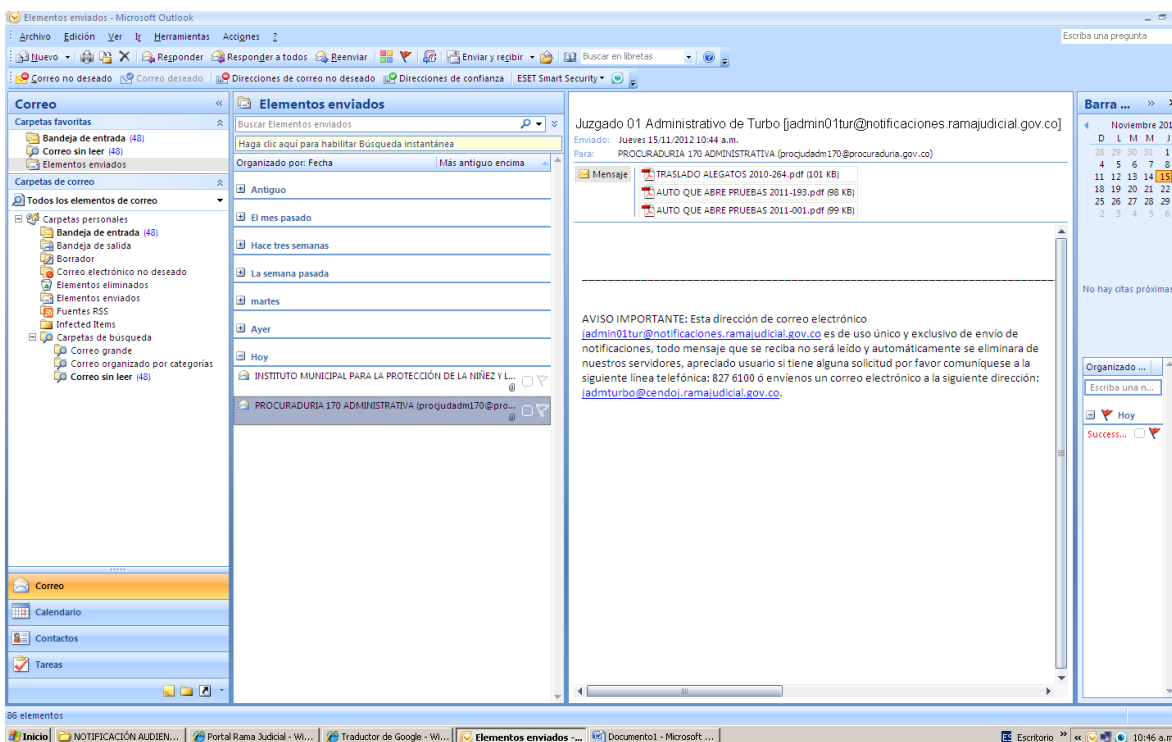 Elementos enviados - Microsoft Outlook
Archivo Edición Ver Ir Herramientas Acciones ?
Escriba una pregunta
Nuevo Responder Responder a todos Reenviar Enviar y recibir Buscar en libretas
Correo no deseado Correo deseado Direcciones de correo no deseado Direcciones de confianza ESET Smart Security
Correo
Carpetas favoritas
Bandeja de entrada (48)
Correo sin leer (48)
Elementos enviados
Carpetas de correo
Todos los elementos de correo
Carpetas personales
Bandeja de entrada (48)
Bandeja de salida
Borrador
Correo electrónico no deseado
Elementos eliminados
Elementos enviados
Fuentes RSS
Infected Items
Carpetas de búsqueda
Correo grande
Correo organizado por categorías
Correo sin leer (48)
Correo
Calendario
Contactos
Tareas
Elementos enviados
Buscar Elementos enviados
Haga clic aquí para habilitar Búsqueda instantánea
Organizado por: Fecha Más antiguo encima
Antiguo
El mes pasado
Hace tres semanas
La semana pasada
martes
Ayer
Hoy
INSTITUTO MUNICIPAL PARA LA PROTECCIÓN DE LA NIÑEZ Y L...
PROCURADURIA 170 ADMINISTRATIVA (procjudadm170@pro...
Juzgado 01 Administrativo de Turbo [jadmin01tur@notificaciones.ramajudicial.gov.co]
Enviado: Jueves 15/11/2012 10:44 a.m.
Para: PROCURADURIA 170 ADMINISTRATIVA (procjudadm170@procuraduria.gov.co)
Mensaje TRASLADO ALEGATOS 2010-264.pdf (101 KB)
AUTO QUE ABRE PRUEBAS 2011-193.pdf (98 KB)
AUTO QUE ABRE PRUEBAS 2011-001.pdf (99 KB)
AVISO IMPORTANTE: Esta dirección de correo electrónico
jadmin01tur@notificaciones.ramajudicial.gov.co es de uso único y exclusivo de envío de
notificaciones, todo mensaje que se reciba no será leído y automáticamente se eliminara de
nuestros servidores, apreciado usuario si tiene alguna solicitud por favor comuníquese a la
siguiente línea telefónica: 827 6100 ó envíenos un correo electrónico a la siguiente dirección:
jadmturbo@cendoj.ramajudicial.gov.co.
Barra ...
Noviembre 201
D L M M J
28 29 30 31 1
4 5 6 7 8
11 12 13 14 15
18 19 20 21 22
25 26 27 28 29
2 3 4 5 6
No hay citas próximas
Organizado ...
Escriba una n...
Hoy
Success...
86 elementos
Inicio NOTIFICACIÓN AUDIEN... Portal Rama Judicial - Wi... Traductor de Google - Wi... Elementos enviados -... Documento1 - Microsoft ... ES Escritorio 10:46 a.m